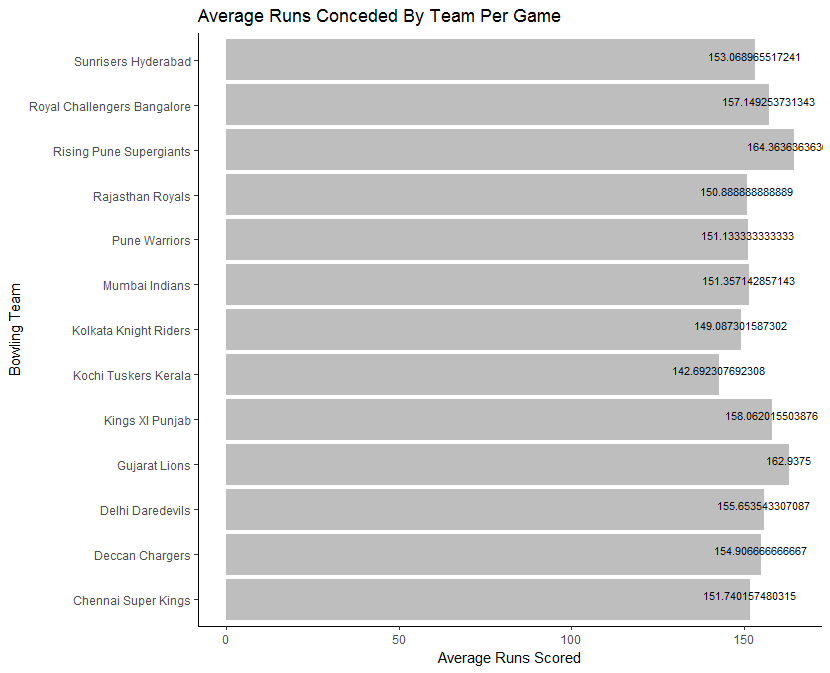 Average Runs Conceded By Team Per Game
Sunrisers Hyderabad 153.068965517241
Royal Challengers Bangalore 157.149253731343
Rising Pune Supergiants 164.3636363636
Rajasthan Royals 150.888888888889
Pune Warriors 151.133333333333
Mumbai Indians 151.357142857143
Kolkata Knight Riders 149.087301587302
Kochi Tuskers Kerala 142.692307692308
Kings XI Punjab 158.062015503876
Gujarat Lions 162.9375
Delhi Daredevils 155.653543307087
Deccan Chargers 154.906666666667
Chennai Super Kings 151.740157480315
Bowling Team
0 50 100 150
Average Runs Scored